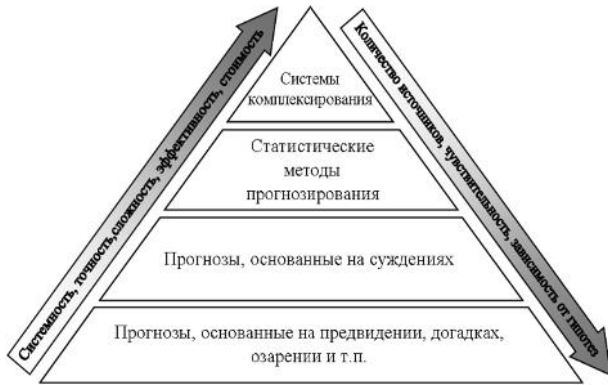 Системы
комплексирования
Статистические
методы
прогнозирования
Прогнозы, основанные на суждениях
Прогнозы, основанные на предвидении, догадках,
озарении и т.п.
Системность, точность,сложность, эффективность, стоимость
Количество источников, чувствительность, зависимость от гипотез